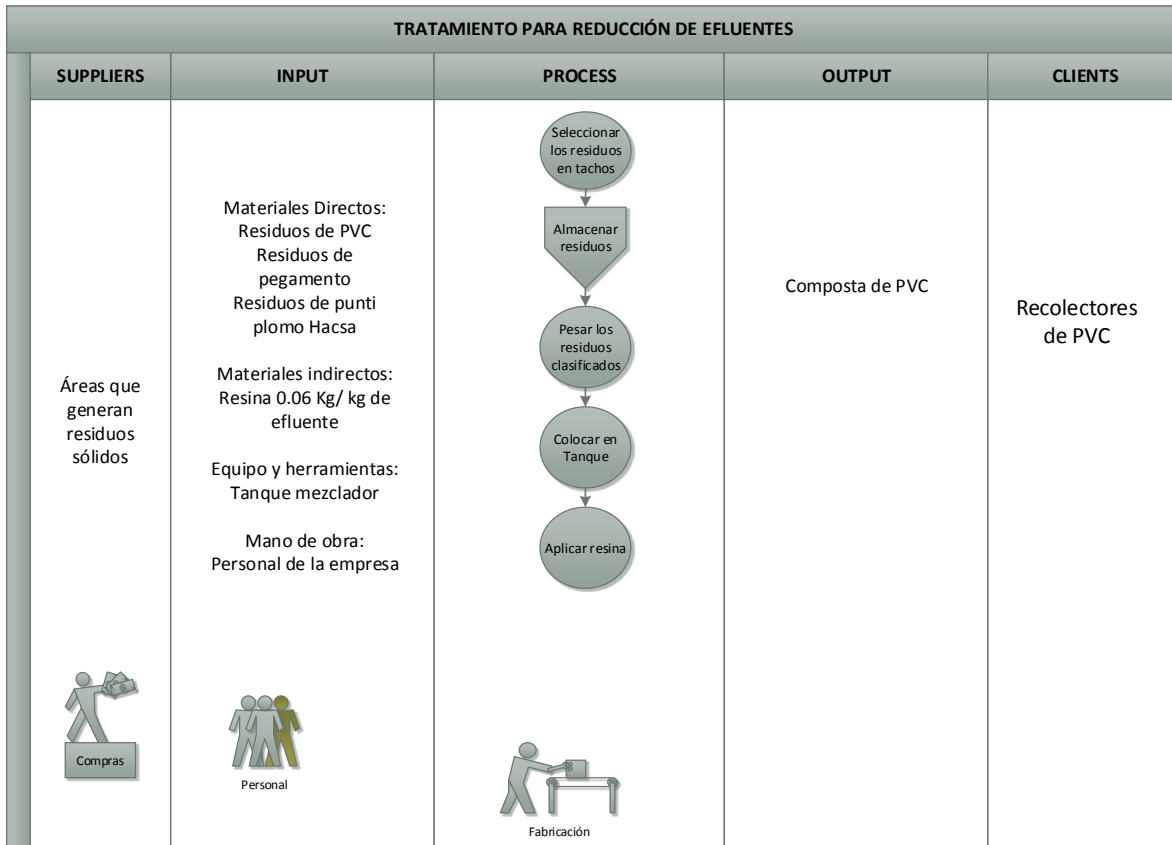 TRATAMIENTO PARA REDUCCIÓN DE EFLUENTES
SUPPLIERS
INPUT
PROCESS
OUTPUT
CLIENTS
Áreas que
generan
residuos
sólidos
Compras
Materiales Directos:
Residuos de PVC
Residuos de
pegamento
Residuos de punti
plomo Hacsa
Materiales indirectos:
Resina 0.06 Kg/ kg de
efluente
Equipo y herramientas:
Tanque mezclador
Mano de obra:
Personal de la empresa
Personal
Seleccionar
los residuos
en tachos
Almacenar
residuos
Pesar los
residuos
clasificados
Colocar en
Tanque
Aplicar resina
Fabricación
Composta de PVC
Recolectores
de PVC